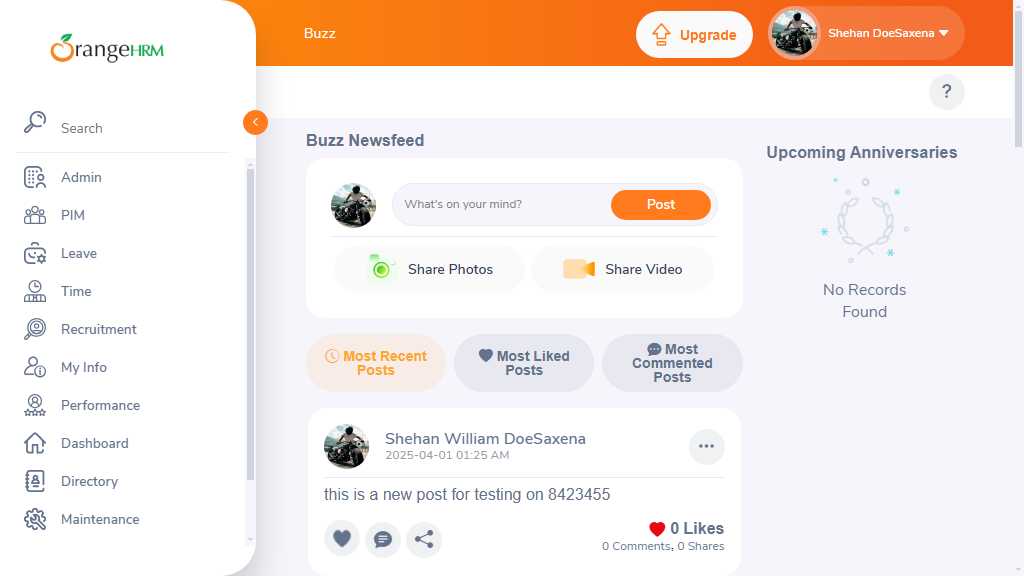 OrangeHRM
Search
Admin
PIM
Leave
Time
Recruitment
My Info
Performance
Dashboard
Directory
Maintenance
Buzz
Upgrade
Shehan DoeSaxena
?
Buzz Newsfeed
What's on your mind?
Post
Share Photos
Share Video
Most Recent
Posts
Most Liked
Posts
Most
Commented
Posts
Shehan William DoeSaxena
2025-04-01 01:25 AM
this is a new post for testing on 8423455
0 Likes
0 Comments, 0 Shares
Upcoming Anniversaries
No Records
Found